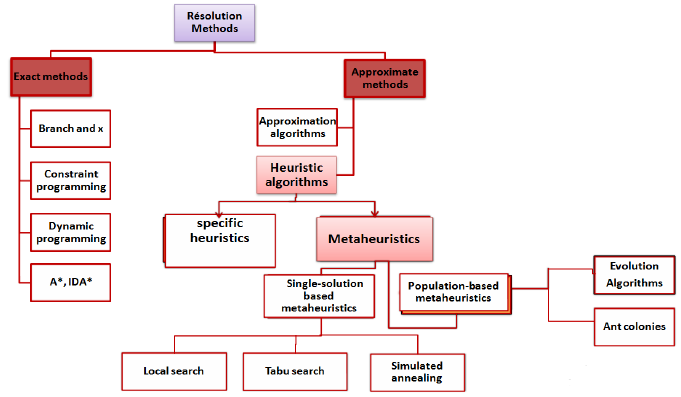 Résolution
Methods
Exact methods
Approximate
methods
Branch and x
Approximation
algorithms
Constraint
programming
Heuristic
algorithms
Dynamic
programming
specific
heuristics
Metaheuristics
A*, IDA*
Single-solution
based
metaheuristics
Population-based
metaheuristics
Evolution
Algorithms
Ant colonies
Local search
Tabu search
Simulated
annealing